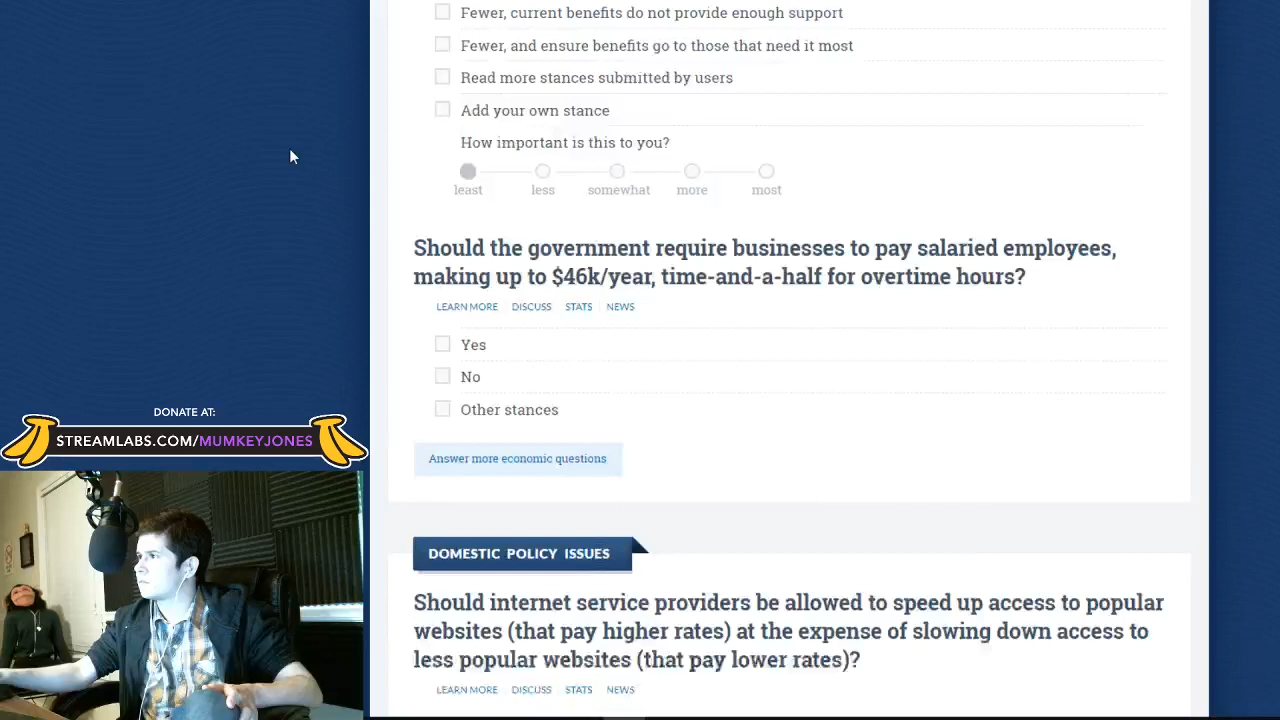 Fewer, current benefits do not provide enough support
Fewer, and ensure benefits go to those that need it most
Read more stances submitted by users
Add your own stance
How important is this to you?
least less somewhat more most
Should the government require businesses to pay salaried employees,
making up to $46k/year, time-and-a-half for overtime hours?
LEARN MORE DISCUSS STATS NEWS
Yes
No
Other stances
Answer more economic questions
DOMESTIC POLICY ISSUES
Should internet service providers be allowed to speed up access to popular
websites (that pay higher rates) at the expense of slowing down access to
less popular websites (that pay lower rates)?
LEARN MORE DISCUSS STATS NEWS
DONATE AT:
STREAMLABS.COM/MUMKEYJONES